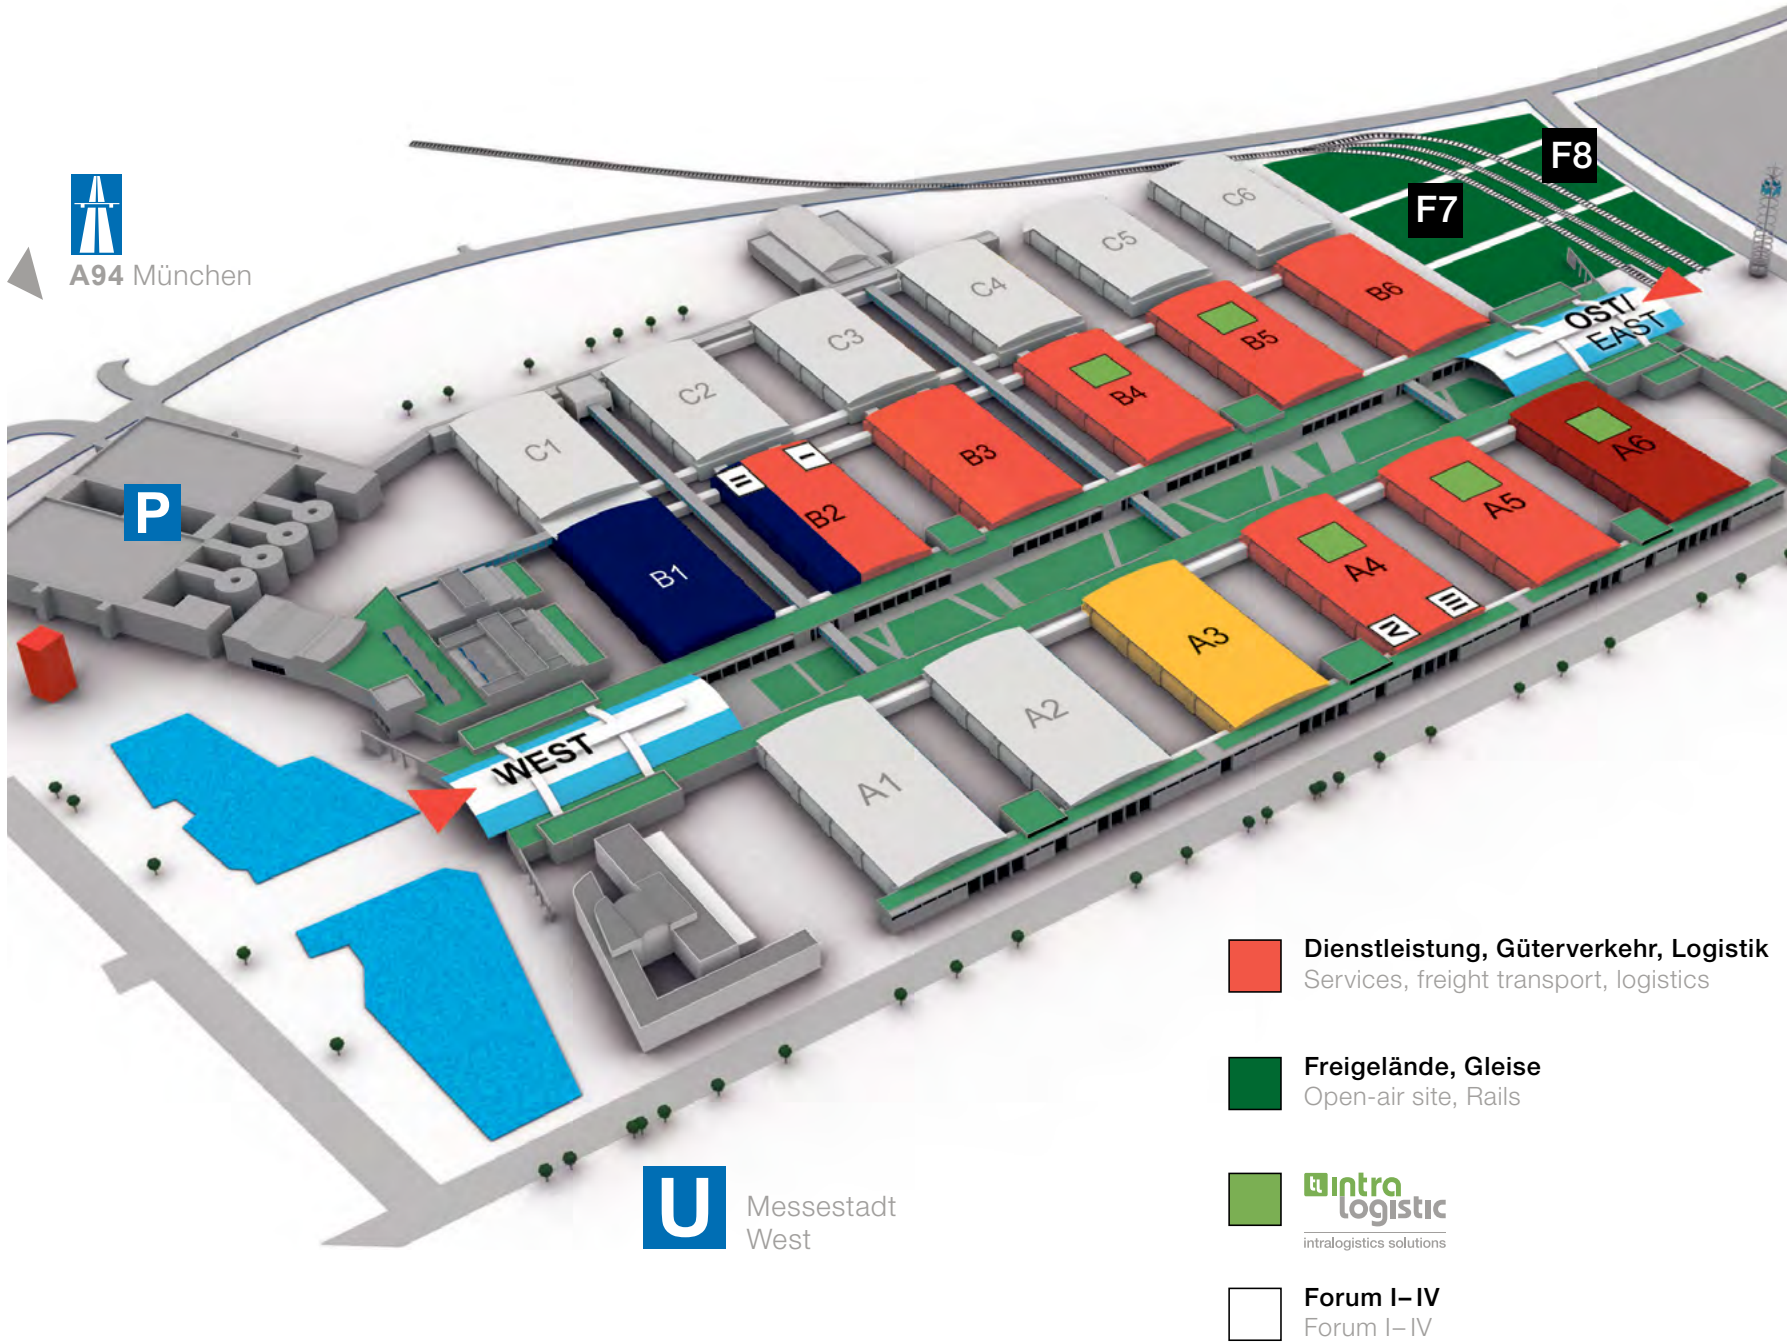 F8
F7
A94 München
C6
C5
C4
C3
C2
C1
B6
B5
B4
B3
B2
B1
I
II
OST/
EAST
A6
A5
A4
III
IV
A3
A2
A1
P
WEST
Dienstleistung, Güterverkehr, Logistik
Services, freight transport, logistics
Freigelände, Gleise
Open-air site, Rails
tl intra
logistic
intralogistics solutions
Forum I–IV
Forum I–IV
U
Messestadt
West